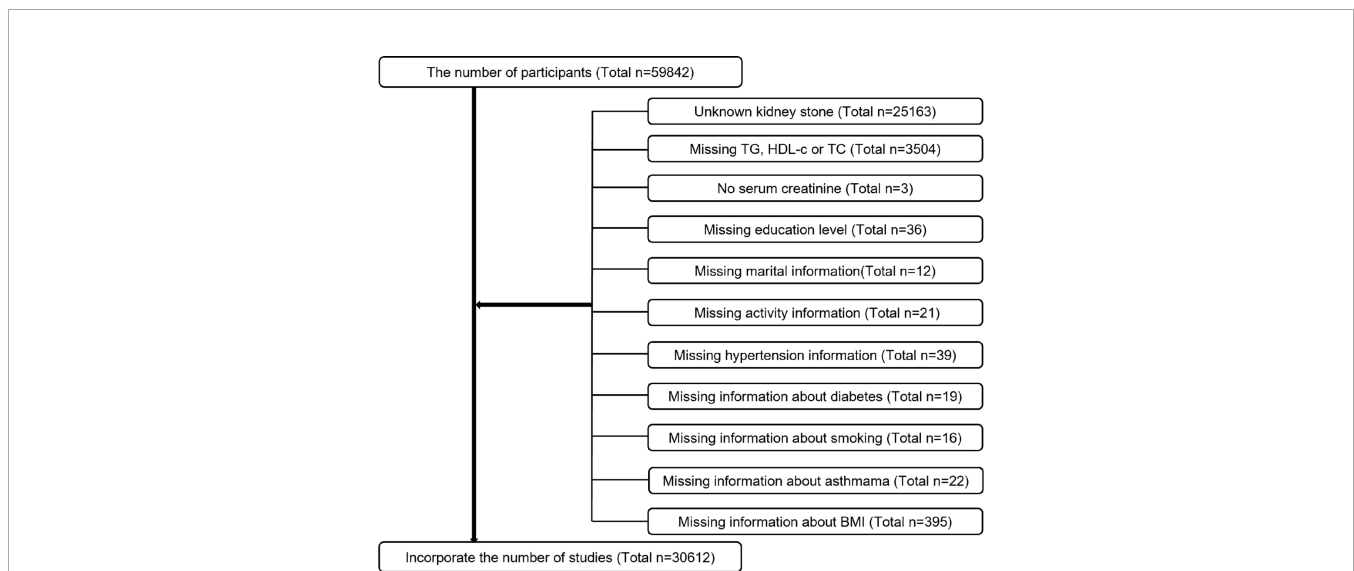 The number of participants (Total n=59842)
Unknown kidney stone (Total n=25163)
Missing TG, HDL-c or TC (Total n=3504)
No serum creatinine (Total n=3)
Missing education level (Total n=36)
Missing marital information(Total n=12)
Missing activity information (Total n=21)
Missing hypertension information (Total n=39)
Missing information about diabetes (Total n=19)
Missing information about smoking (Total n=16)
Missing information about asthmama (Total n=22)
Missing information about BMI (Total n=395)
Incorporate the number of studies (Total n=30612)